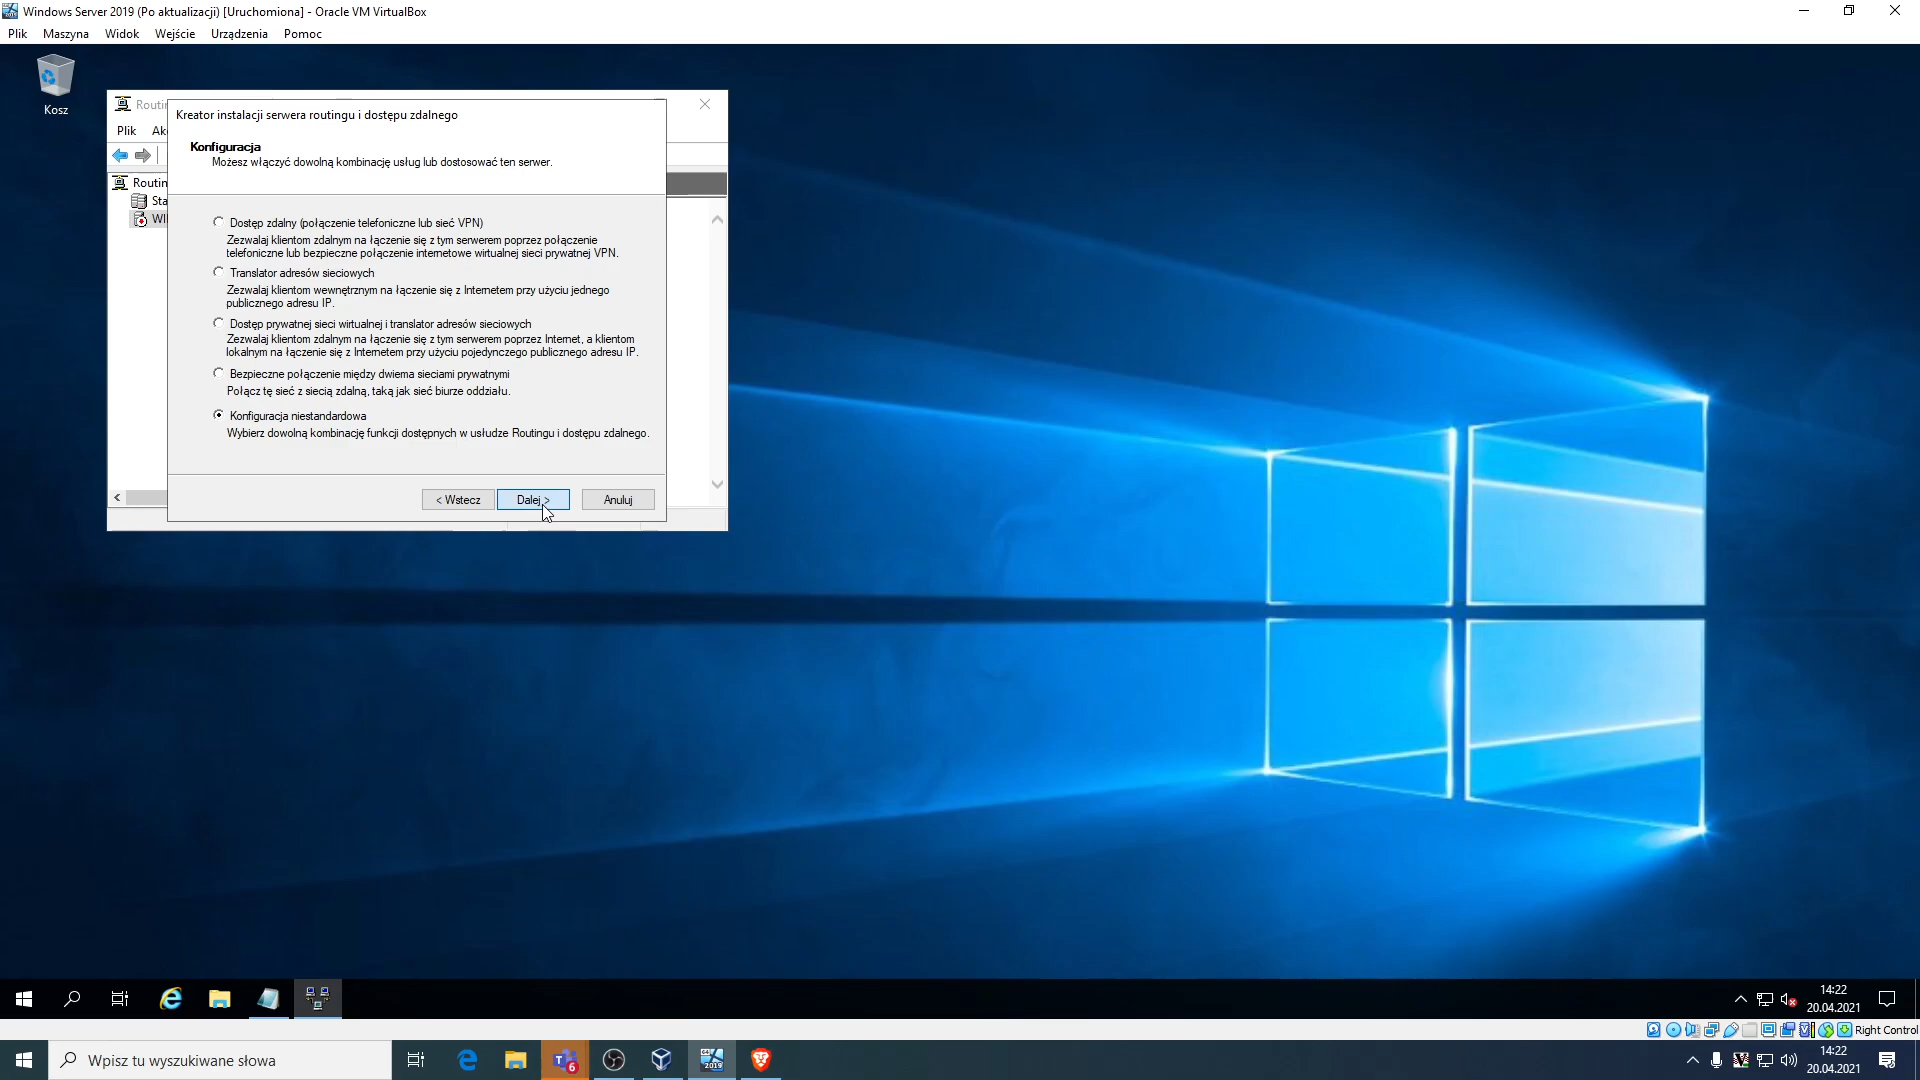 Windows Server 2019 (Po aktualizacji) [Uruchomiona] - Oracle VM VirtualBox
Plik Maszyna Widok Wejście Urządzenia Pomoc
Kosz
Routin
Kreator instalacji serwera routingu i dostępu zdalnego
Plik Ak
Konfiguracja
Możesz włączyć dowolną kombinację usług lub dostosować ten serwer.
Routin
Sta
WI
Dostęp zdalny (połączenie telefoniczne lub sieć VPN)
Zezwalaj klientom zdalnym na łączenie się z tym serwerem poprzez połączenie
telefoniczne lub bezpieczne połączenie internetowe wirtualnej sieci prywatnej VPN.
Translator adresów sieciowych
Zezwalaj klientom wewnętrznym na łączenie się z Internetem przy użyciu jednego
publicznego adresu IP.
Dostęp prywatnej sieci wirtualnej i translator adresów sieciowych
Zezwalaj klientom zdalnym na łączenie się z tym serwerem poprzez Internet, a klientom
lokalnym na łączenie się z Internetem przy użyciu pojedynczego publicznego adresu IP.
Bezpieczne połączenie między dwiema sieciami prywatnymi
Połącz tę sieć z siecią zdalną, taką jak sieć biurze oddziału.
Konfiguracja niestandardowa
Wybierz dowolną kombinację funkcji dostępnych w usłudze Routingu i dostępu zdalnego.
< Wstecz Dalej > Anuluj
14:22
20.04.2021
Right Control
Wpisz tu wyszukiwane słowa
6
64
2019
14:22
20.04.2021